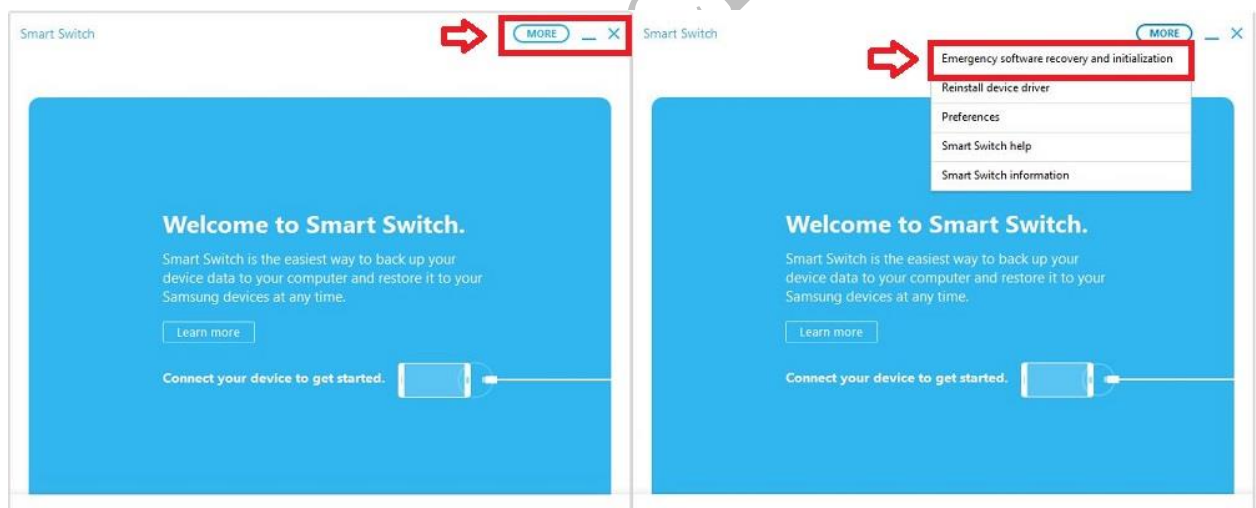 Smart Switch
MORE
Welcome to Smart Switch.
Smart Switch is the easiest way to back up your
device data to your computer and restore it to your
Samsung devices at any time.
Learn more
Connect your device to get started.
Smart Switch
MORE
Emergency software recovery and initialization
Reinstall device driver
Preferences
Smart Switch help
Smart Switch information
Welcome to Smart Switch.
Smart Switch is the easiest way to back up your
device data to your computer and restore it to your
Samsung devices at any time.
Learn more
Connect your device to get started.